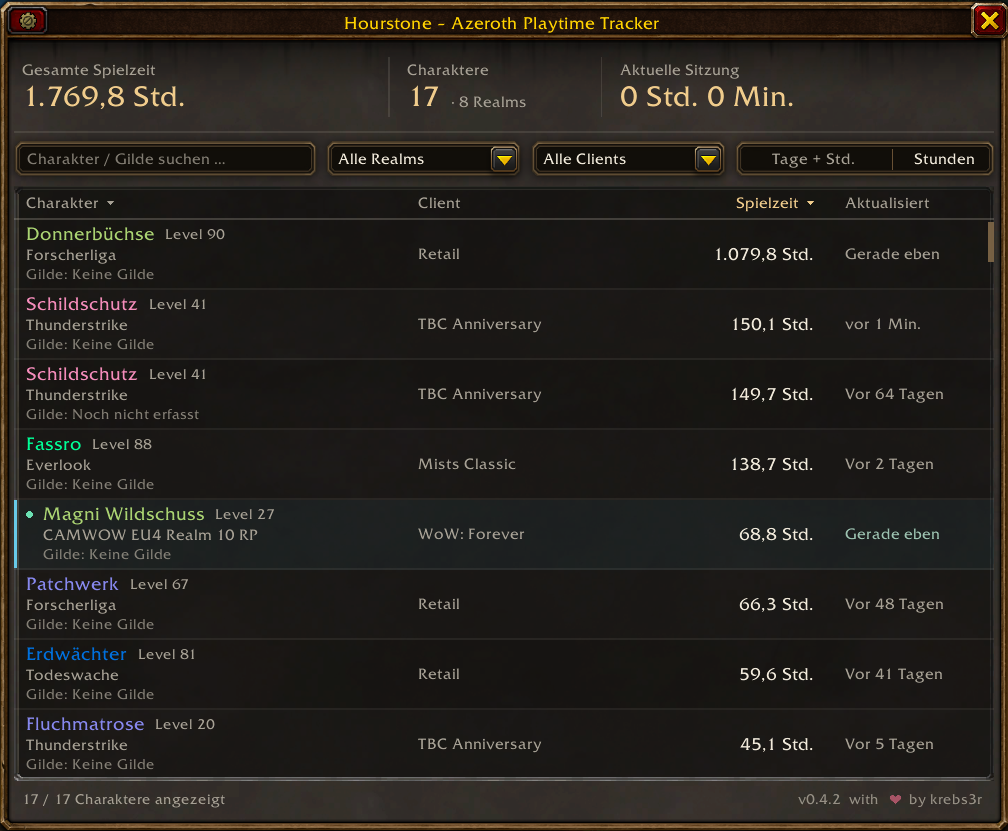 Hourstone - Azeroth Playtime Tracker
Gesamte Spielzeit
1.769,8 Std.
Charaktere
17 · 8 Realms
Aktuelle Sitzung
0 Std. 0 Min.
Charakter / Gilde suchen ...
Alle Realms
Alle Clients
Tage + Std.
Stunden
Charakter
Client
Spielzeit
Aktualisiert
Donnerbüchse Level 90
Forscherliga
Gilde: Keine Gilde
Retail
1.079,8 Std.
Gerade eben
Schildschutz Level 41
Thunderstrike
Gilde: Keine Gilde
TBC Anniversary
150,1 Std.
vor 1 Min.
Schildschutz Level 41
Thunderstrike
Gilde: Noch nicht erfasst
TBC Anniversary
149,7 Std.
Vor 64 Tagen
Fassro Level 88
Everlook
Gilde: Keine Gilde
Mists Classic
138,7 Std.
Vor 2 Tagen
Magni Wildschuss Level 27
CAMWOW EU4 Realm 10 RP
Gilde: Keine Gilde
WoW: Forever
68,8 Std.
Gerade eben
Patchwerk Level 67
Forscherliga
Gilde: Keine Gilde
Retail
66,3 Std.
Vor 48 Tagen
Erdwächter Level 81
Todeswache
Gilde: Keine Gilde
Retail
59,6 Std.
Vor 41 Tagen
Fluchmatrose Level 20
Thunderstrike
Gilde: Keine Gilde
TBC Anniversary
45,1 Std.
Vor 5 Tagen
17 / 17 Charaktere angezeigt
v0.4.2 with ❤ by krebs3r